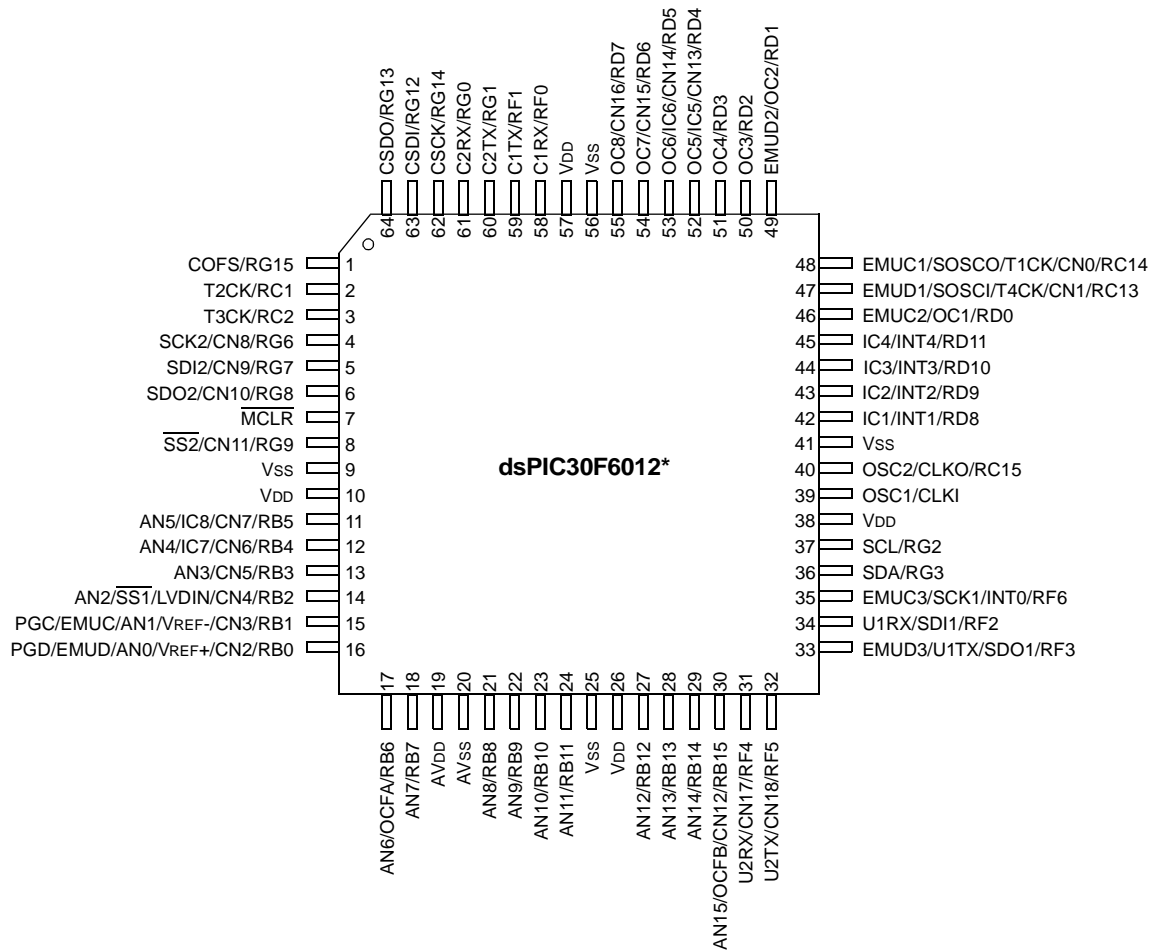 CSDO/RG13
CSDI/RG12
CSCK/RG14
C2RX/RG0
C2TX/RG1
C1TX/RF1
C1RX/RF0
VDD
VSS
OC8/CN16/RD7
OC7/CN15/RD6
OC6/IC6/CN14/RD5
OC5/IC5/CN13/RD4
OC4/RD3
OC3/RD2
EMUD2/OC2/RD1
64 63 62 61 60 59 58 57 56 55 54 53 52 51 50 49
COFS/RG15 1
T2CK/RC1 2
T3CK/RC2 3
SCK2/CN8/RG6 4
SDI2/CN9/RG7 5
SDO2/CN10/RG8 6
MCLR 7
SS2/CN11/RG9 8
VSS 9
VDD 10
AN5/IC8/CN7/RB5 11
AN4/IC7/CN6/RB4 12
AN3/CN5/RB3 13
AN2/SS1/LVDIN/CN4/RB2 14
PGC/EMUC/AN1/VREF-/CN3/RB1 15
PGD/EMUD/AN0/VREF+/CN2/RB0 16
dsPIC30F6012*
48 EMUC1/SOSCO/T1CK/CN0/RC14
47 EMUD1/SOSCI/T4CK/CN1/RC13
46 EMUC2/OC1/RD0
45 IC4/INT4/RD11
44 IC3/INT3/RD10
43 IC2/INT2/RD9
42 IC1/INT1/RD8
41 VSS
40 OSC2/CLKO/RC15
39 OSC1/CLKI
38 VDD
37 SCL/RG2
36 SDA/RG3
35 EMUC3/SCK1/INT0/RF6
34 U1RX/SDI1/RF2
33 EMUD3/U1TX/SDO1/RF3
17 18 19 20 21 22 23 24 25 26 27 28 29 30 31 32
AN6/OCFA/RB6
AN7/RB7
AVDD
AVSS
AN8/RB8
AN9/RB9
AN10/RB10
AN11/RB11
VSS
VDD
AN12/RB12
AN13/RB13
AN14/RB14
AN15/OCFB/CN12/RB15
U2RX/CN17/RF4
U2TX/CN18/RF5